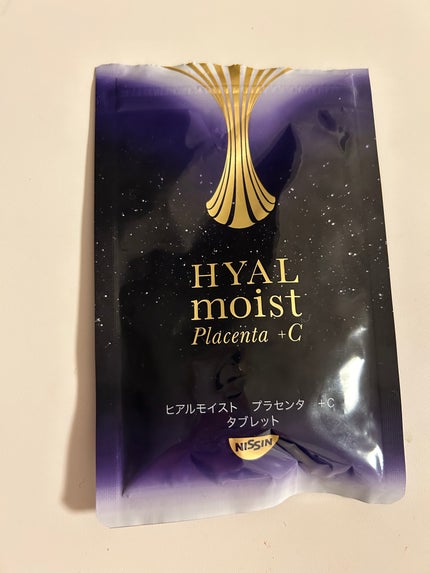 HYAL
moist
Placenta +C
ヒアルモイスト プラセンタ +C
タブレット
NISSIN